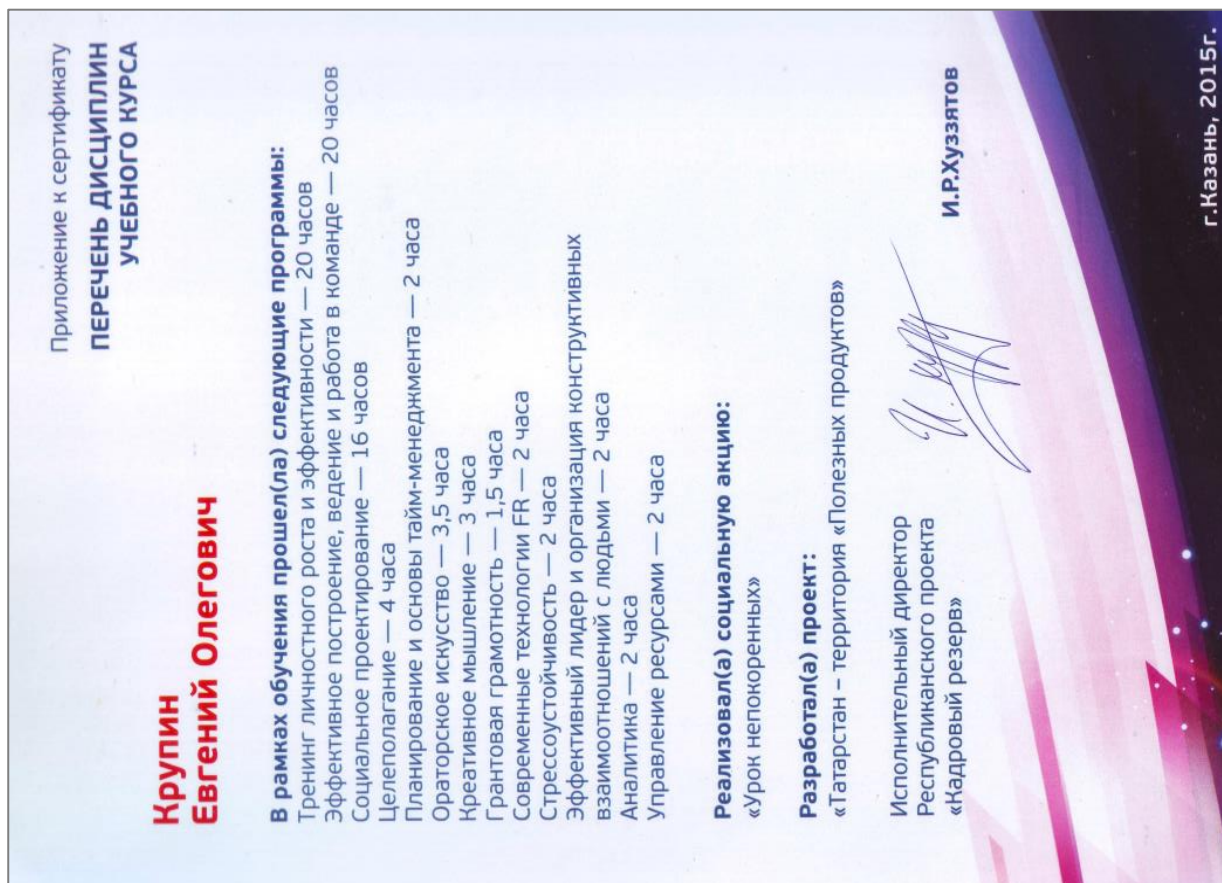 Приложение к сертификату
ПЕРЕЧЕНЬ ДИСЦИПЛИН
УЧЕБНОГО КУРСА
Крупин
Евгений Олегович
В рамках обучения прошел(ла) следующие программы:
Тренинг личностного роста и эффективности — 20 часов
Эффективное построение, ведение и работа в команде — 20 часов
Социальное проектирование — 16 часов
Целеполагание — 4 часа
Планирование и основы тайм-менеджмента — 2 часа
Ораторское искусство — 3,5 часа
Креативное мышление — 3 часа
Грантовая грамотность — 1,5 часа
Современные технологии FR — 2 часа
Стрессоустойчивость — 2 часа
Эффективный лидер и организация конструктивных
взаимоотношений с людьми — 2 часа
Аналитика — 2 часа
Управление ресурсами — 2 часа
Реализовал(а) социальную акцию:
«Урок непокоренных»
Разработал(а) проект:
«Татарстан – территория «Полезных продуктов»
Исполнительный директор
Республиканского проекта
«Кадровый резерв»
И.Р.Хуззятов
г.Казань, 2015г.